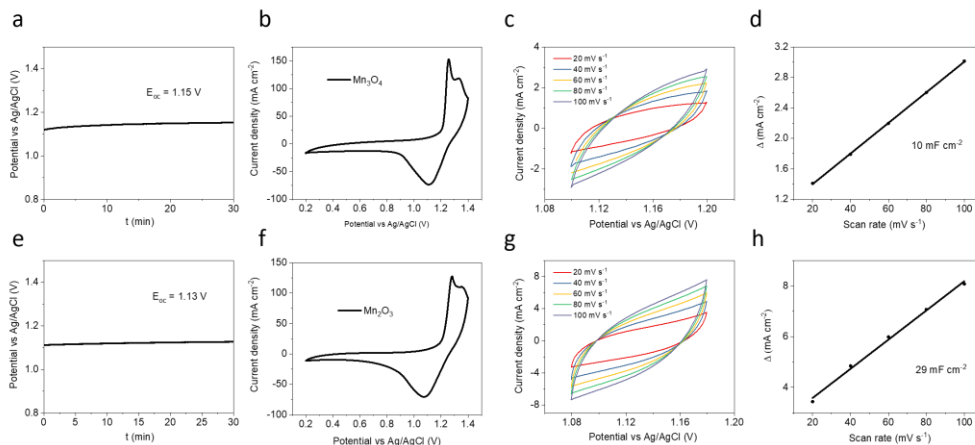 a
1.4
1.2
1.0
0.8
Potential vs Ag/AgCl (V)
E_oc = 1.15 V
0
10
20
30
t (min)
b
150
100
50
0
-50
-100
Current density (mA cm⁻²)
Mn₃O₄
0.2 0.4 0.6 0.8 1.0 1.2 1.4
Potential vs Ag/AgCl (V)
c
4
2
0
-2
Current density (mA cm⁻²)
20 mV s⁻¹
40 mV s⁻¹
60 mV s⁻¹
80 mV s⁻¹
100 mV s⁻¹
1.08 1.12 1.16 1.20
Potential vs Ag/AgCl (V)
d
3.0
2.4
1.8
1.2
Δ (mA cm⁻²)
10 mF cm⁻²
20 40 60 80 100
Scan rate (mV s⁻¹)
e
1.4
1.2
1.0
0.8
Potential vs Ag/AgCl (V)
E_oc = 1.13 V
0
10
20
30
t (min)
f
150
100
50
0
-50
-100
Current density (mA cm⁻²)
Mn₂O₃
0.2 0.4 0.6 0.8 1.0 1.2 1.4
Potential vs Ag/AgCl (V)
g
8
4
0
-4
-8
Current density (mA cm⁻²)
20 mV s⁻¹
40 mV s⁻¹
60 mV s⁻¹
80 mV s⁻¹
100 mV s⁻¹
1.08 1.12 1.16 1.20
Potential vs Ag/AgCl (V)
h
8
6
4
Δ (mA cm⁻²)
29 mF cm⁻²
20 40 60 80 100
Scan rate (mV s⁻¹)